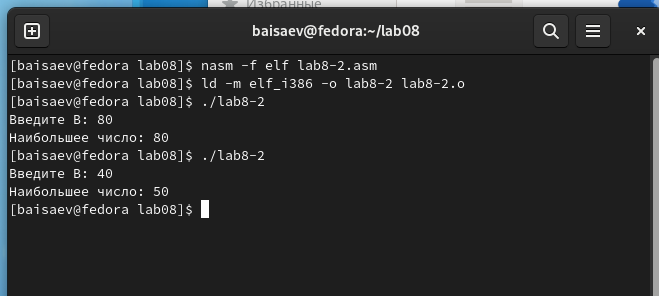 Избранные
baisaev@fedora:~/lab08
[baisaev@fedora lab08]$ nasm -f elf lab8-2.asm
[baisaev@fedora lab08]$ ld -m elf_i386 -o lab8-2 lab8-2.o
[baisaev@fedora lab08]$ ./lab8-2
Введите B: 80
Наибольшее число: 80
[baisaev@fedora lab08]$ ./lab8-2
Введите B: 40
Наибольшее число: 50
[baisaev@fedora lab08]$